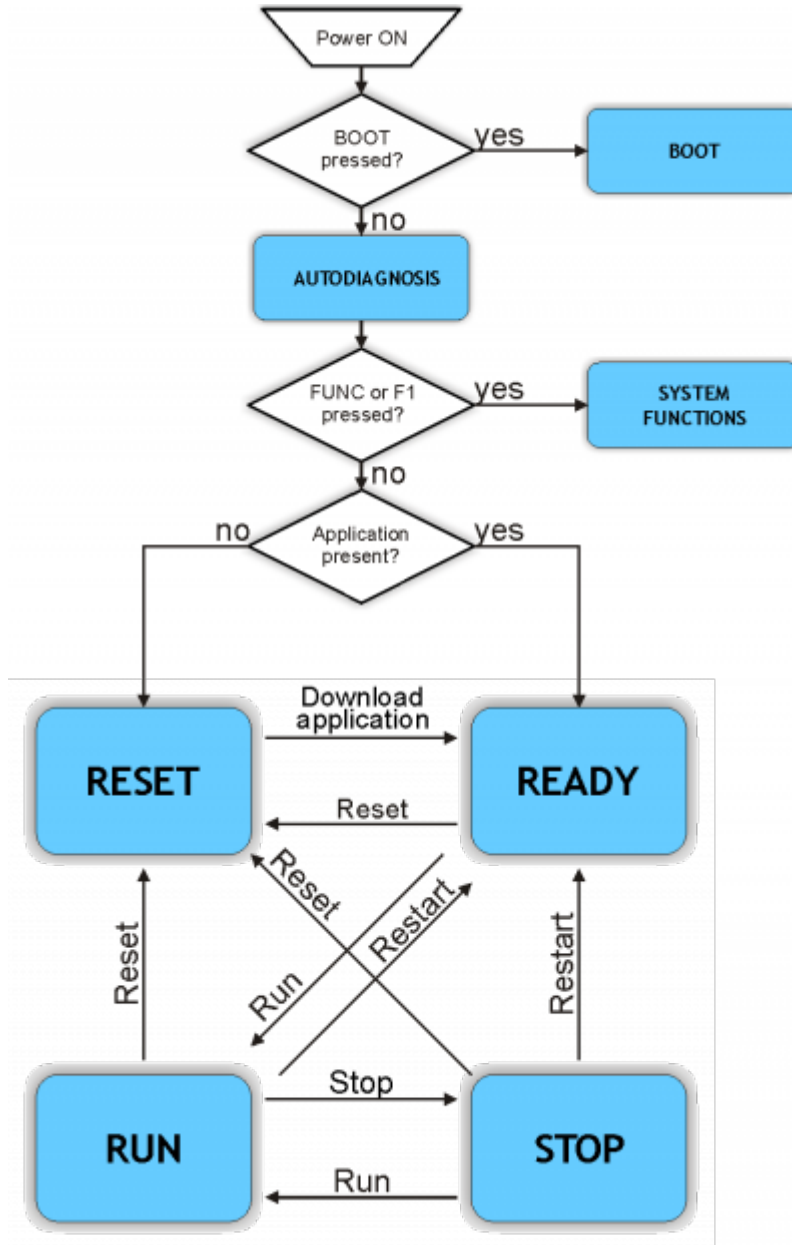 Power ON
BOOT
pressed?
yes
BOOT
no
AUTODIAGNOSIS
FUNC or F1
pressed?
yes
SYSTEM
FUNCTIONS
no
no
Application
present?
yes
RESET
Download
application
READY
Reset
Reset
Reset
Restart
Run
Restart
RUN
Stop
STOP
Run